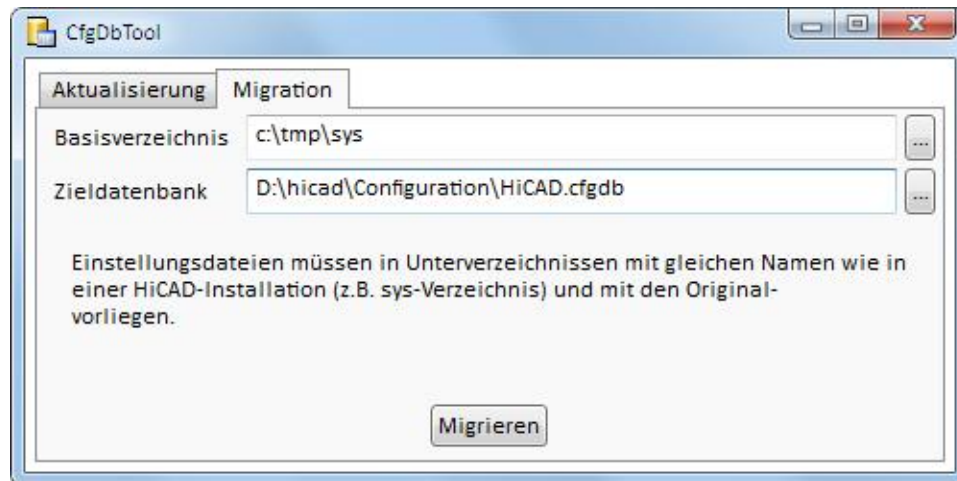 CfgDbTool
Aktualisierung Migration
Basisverzeichnis c:\tmp\sys ...
Zieldatenbank D:\hicad\Configuration\HiCAD.cfgdb ...
Einstellungsdateien müssen in Unterverzeichnissen mit gleichen Namen wie in
einer HiCAD-Installation (z.B. sys-Verzeichnis) und mit den Original-
vorliegen.
Migrieren